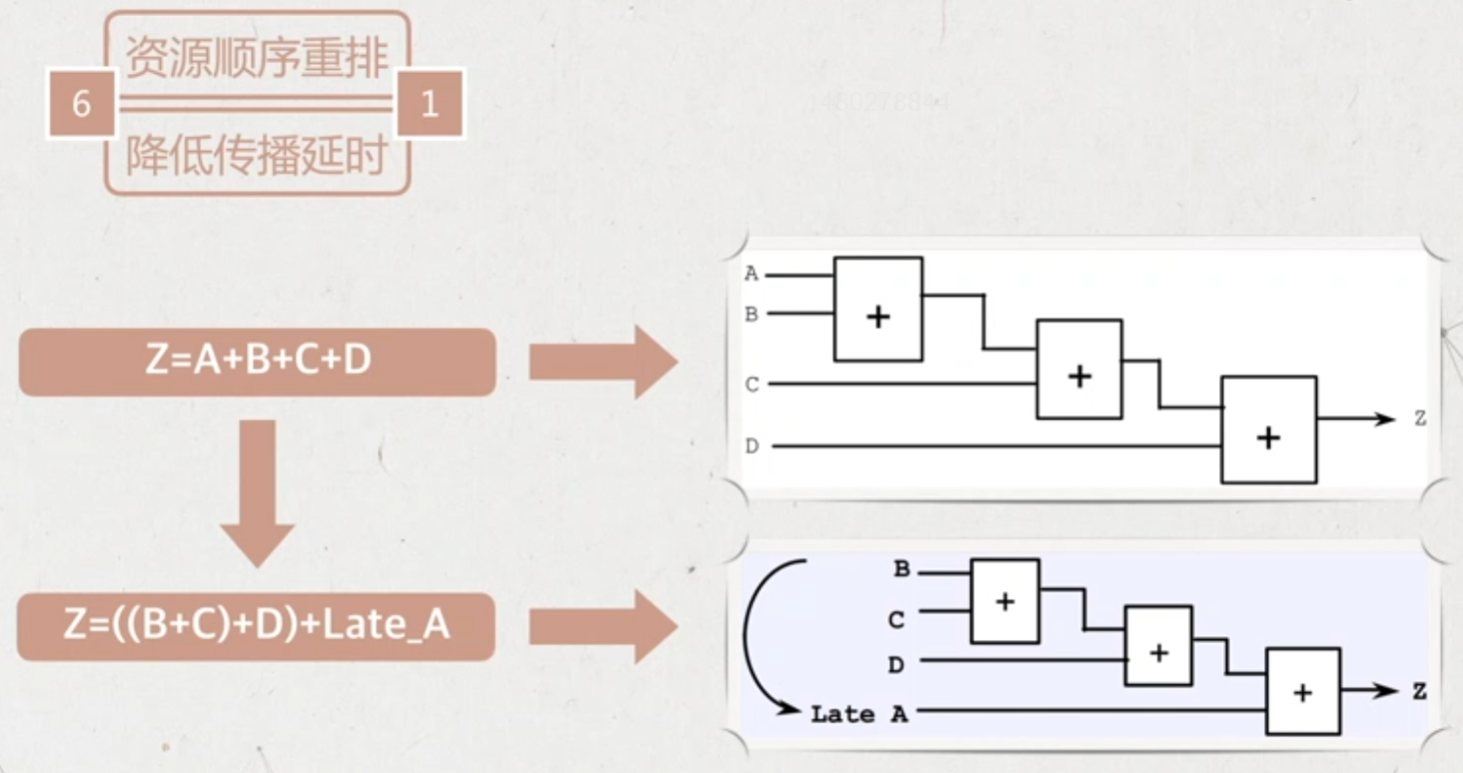 资源顺序重排
6
1
降低传播延时
Z=A+B+C+D
A
B
+
C
+
D
+
Z
Z=((B+C)+D)+Late_A
B
+
C
+
D
+
Z
Late A